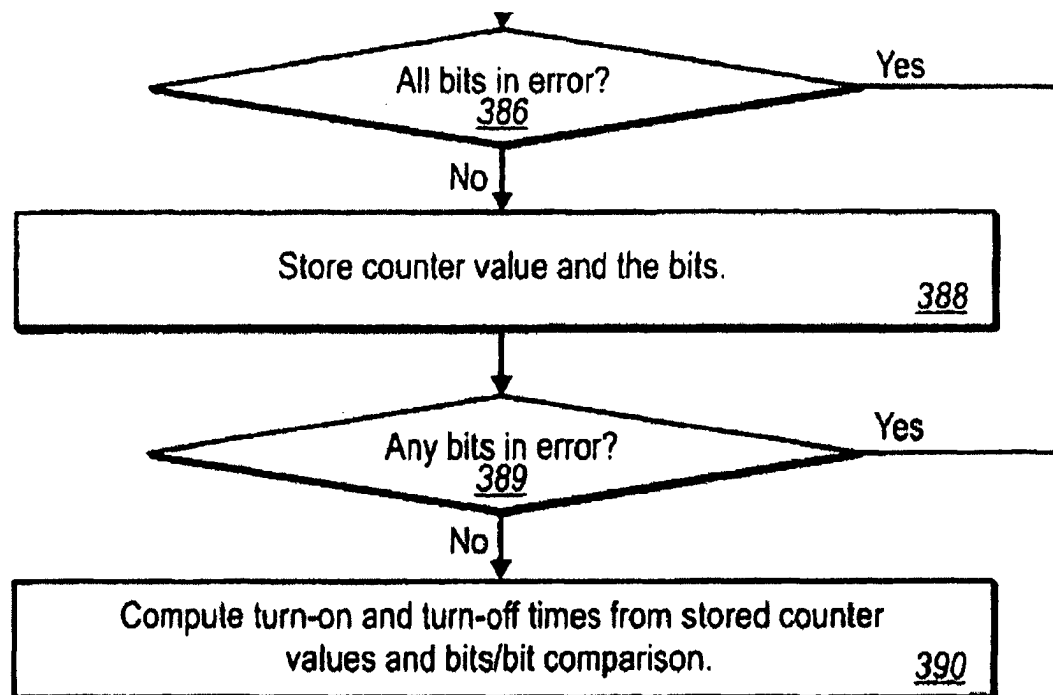 All bits in error?
Yes
386
No
Store counter value and the bits.
388
Any bits in error?
Yes
389
No
Compute turn-on and turn-off times from stored counter
values and bits/bit comparison.
390